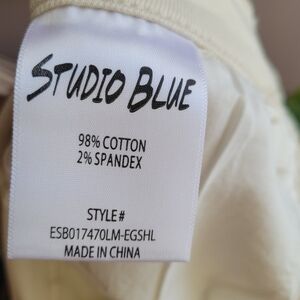 STUDIO BLUE
98% COTTON
2% SPANDEX
STYLE #
ESB017470LM-EGSHL
MADE IN CHINA